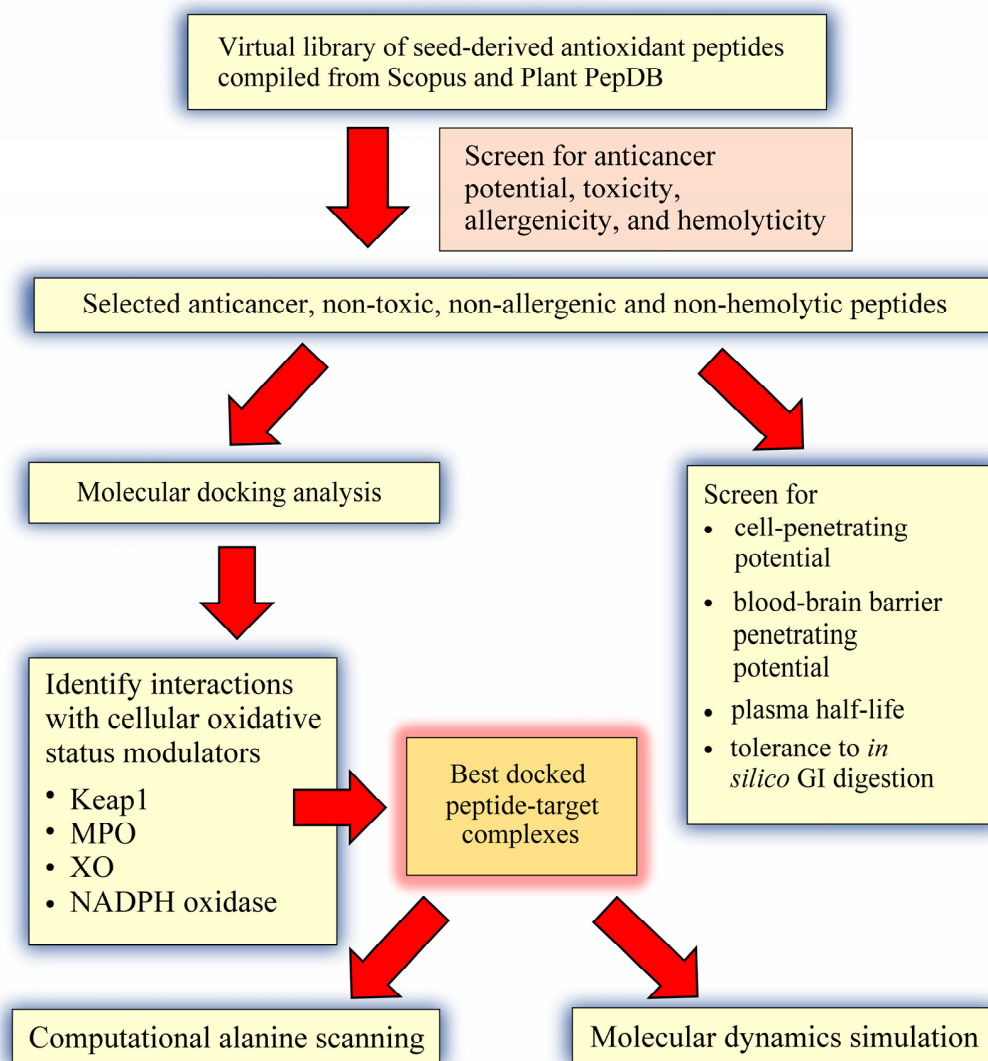 Virtual library of seed-derived antioxidant peptides
compiled from Scopus and Plant PepDB
Screen for anticancer
potential, toxicity,
allergenicity, and hemolyticity
Selected anticancer, non-toxic, non-allergenic and non-hemolytic peptides
Molecular docking analysis
Screen for
• cell-penetrating
potential
• blood-brain barrier
penetrating
potential
• plasma half-life
• tolerance to in
silico GI digestion
Identify interactions
with cellular oxidative
status modulators
• Keap1
• MPO
• XO
• NADPH oxidase
Best docked
peptide-target
complexes
Computational alanine scanning
Molecular dynamics simulation